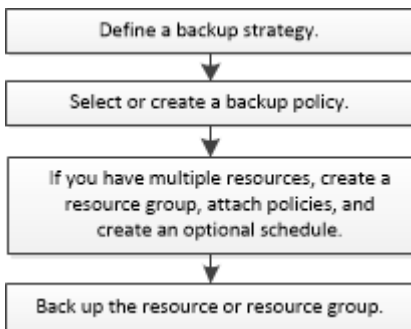 Define a backup strategy.
Select or create a backup policy.
If you have multiple resources, create a
resource group, attach policies, and
create an optional schedule.
Back up the resource or resource group.